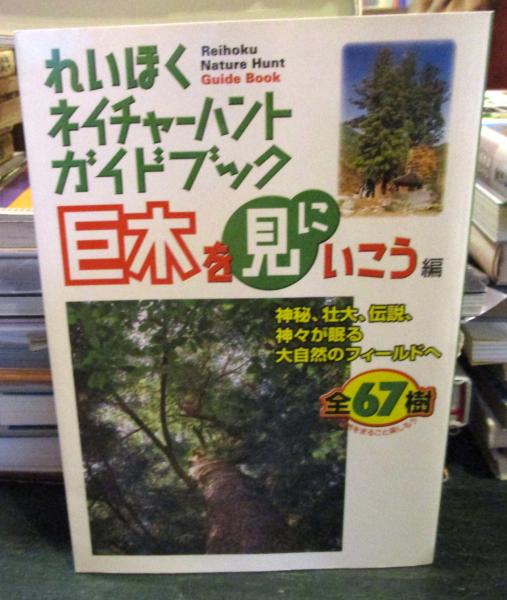 れいほく
Reihoku
Nature Hunt
Guide Book
ネイチャーハント
ガイドブック
巨木を見にいこう編
神秘、壮大、伝説、
神々が眠る
大自然のフィールドへ
全67樹